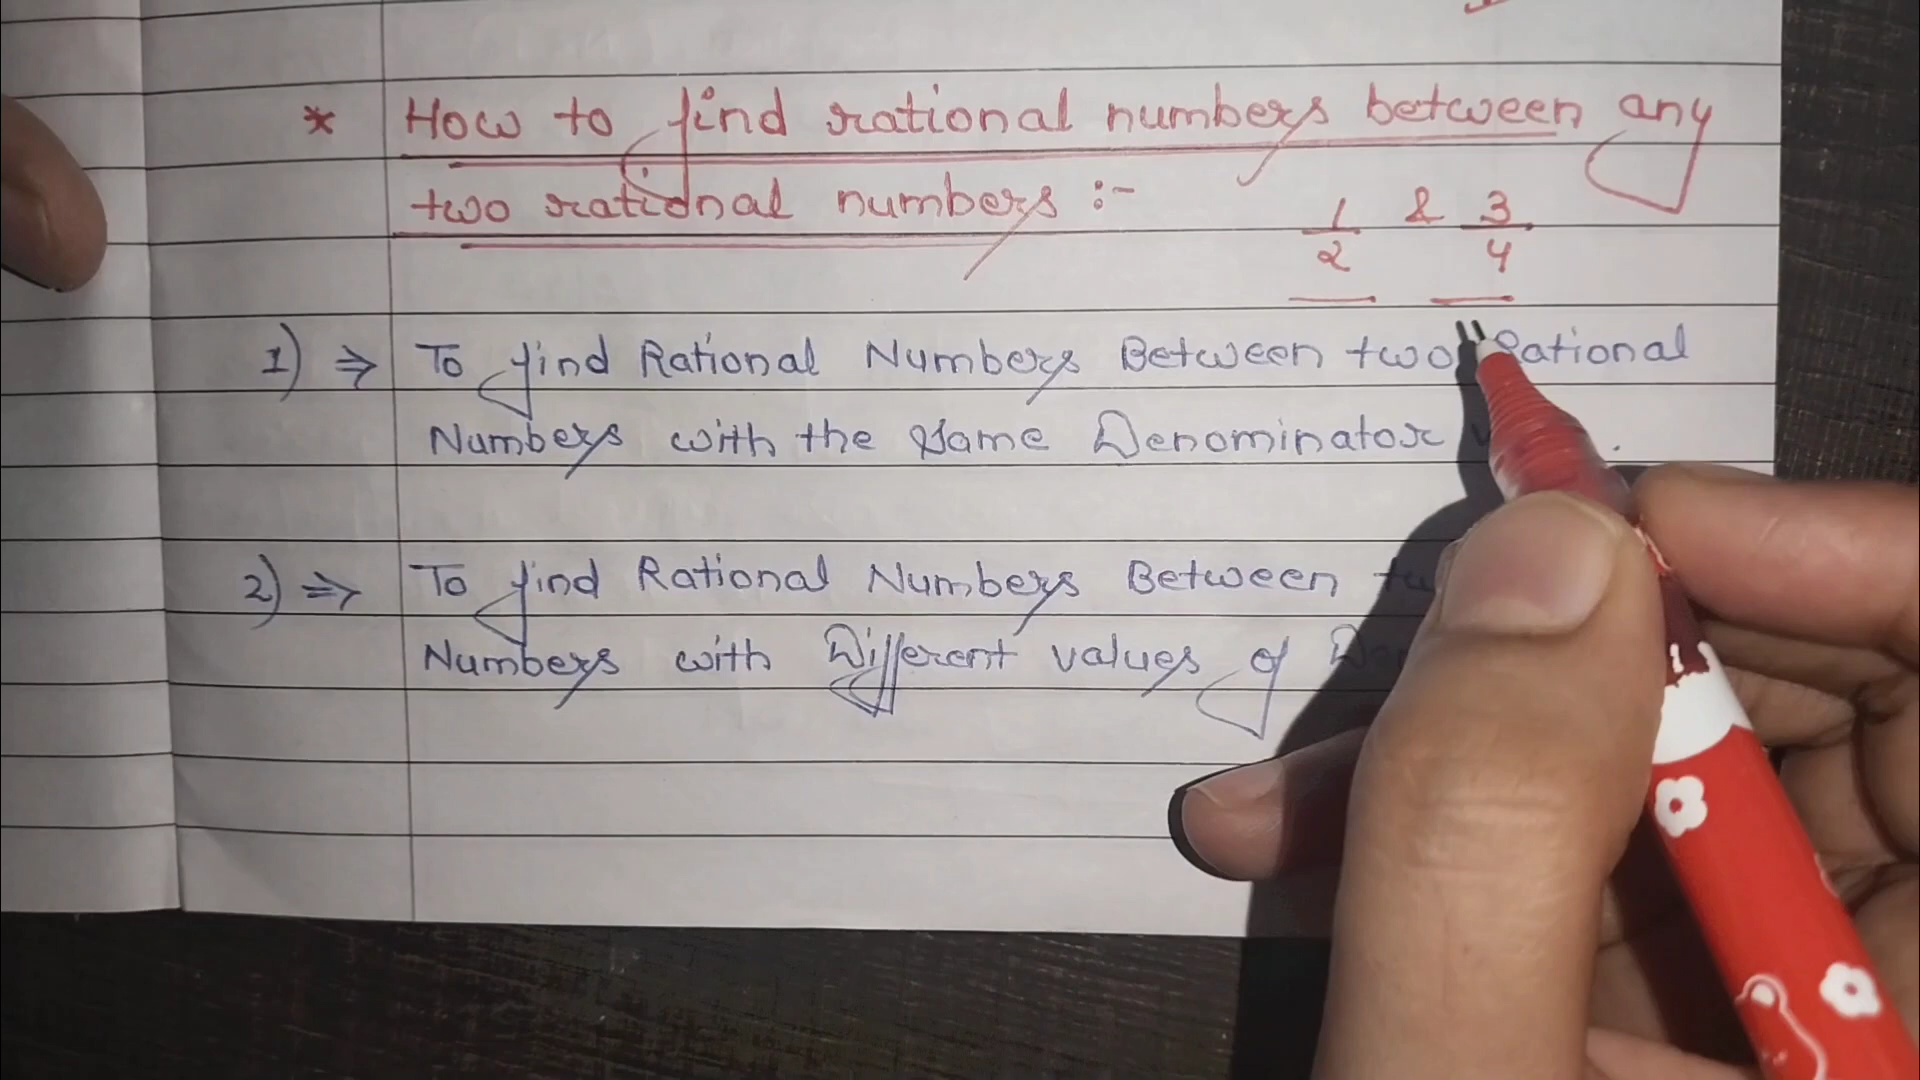 * How to find rational numbers between any
two rational numbers :-
1/2 & 3/4
1) ⇒ To find Rational Numbers Between two Rational
Numbers with the Same Denominator
2) ⇒ To find Rational Numbers Between
Numbers with Different values of